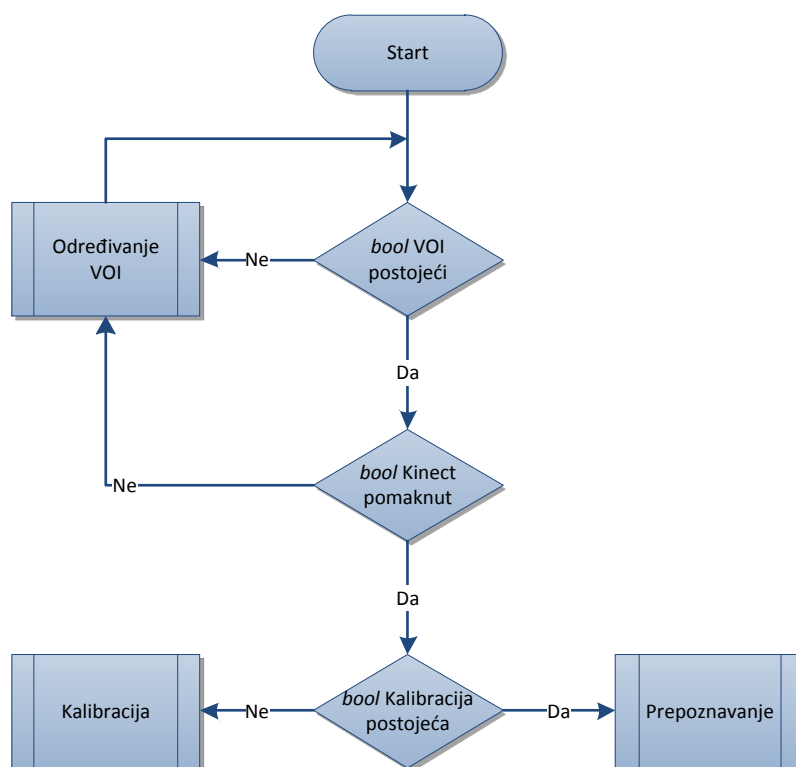 Start
Određivanje
VOI
Ne
bool VOI
postojeći
Da
Ne
bool Kinect
pomaknut
Da
Kalibracija
Ne
bool Kalibracija
postojeća
Da
Prepoznavanje